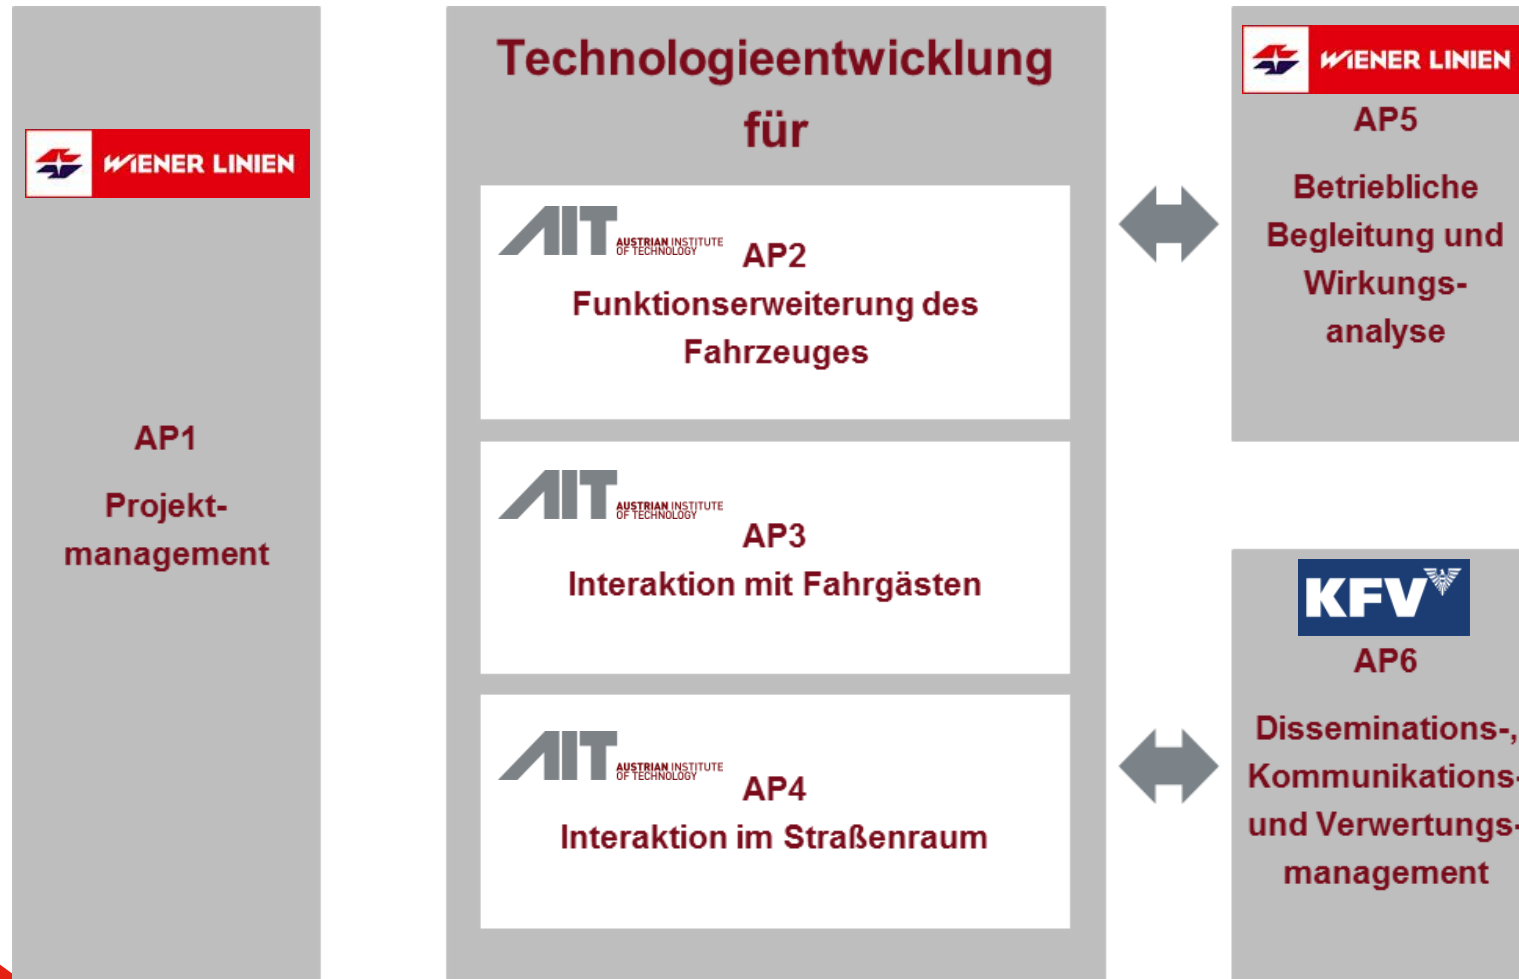 WIENER LINIEN
AP1
Projekt-
management
Technologieentwicklung
für
AIT AUSTRIAN INSTITUTE
OF TECHNOLOGY
AP2
Funktionserweiterung des
Fahrzeuges
AIT AUSTRIAN INSTITUTE
OF TECHNOLOGY
AP3
Interaktion mit Fahrgästen
AIT AUSTRIAN INSTITUTE
OF TECHNOLOGY
AP4
Interaktion im Straßenraum
WIENER LINIEN
AP5
Betriebliche
Begleitung und
Wirkungs-
analyse
KFV
AP6
Disseminations-,
Kommunikations-
und Verwertungs-
management